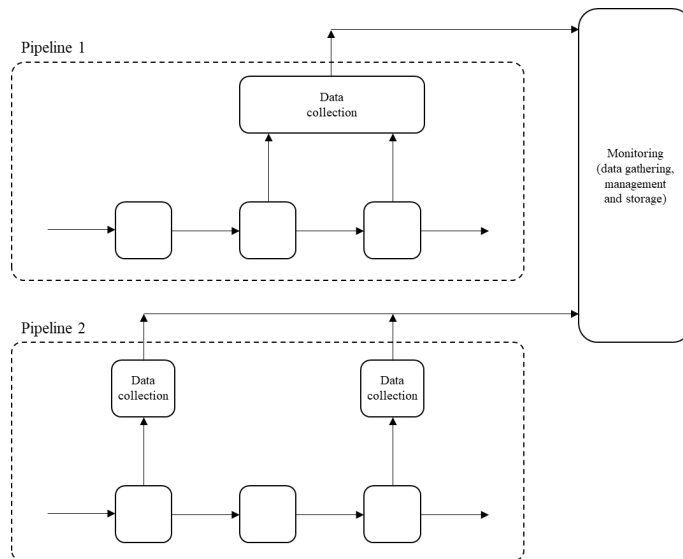 Pipeline 1
Data
collection
Monitoring
(data gathering,
management
and storage)
Pipeline 2
Data
collection
Data
collection